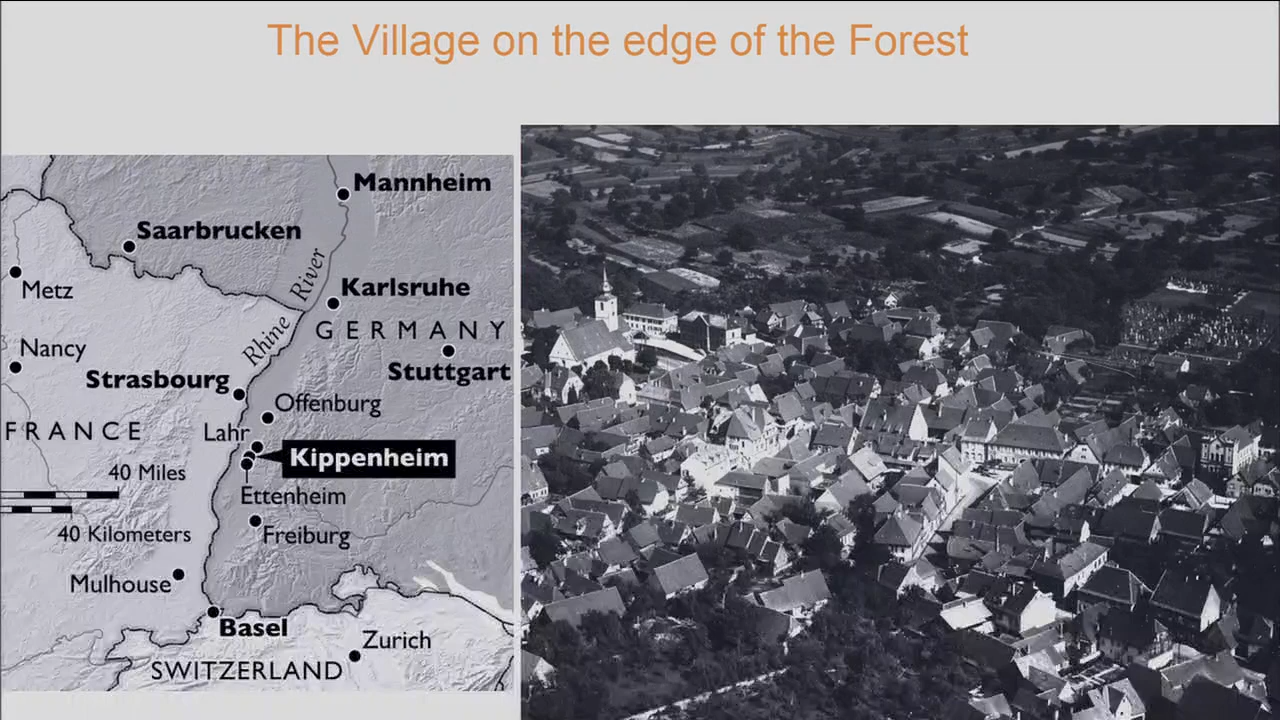 The Village on the edge of the Forest
Mannheim
Saarbrucken
Rhine River
Metz
Karlsruhe
GERMANY
Nancy
Stuttgart
Strasbourg
Offenburg
FRANCE
Lahr
Kippenheim
40 Miles
Ettenheim
40 Kilometers
Freiburg
Mulhouse
Basel
Zurich
SWITZERLAND